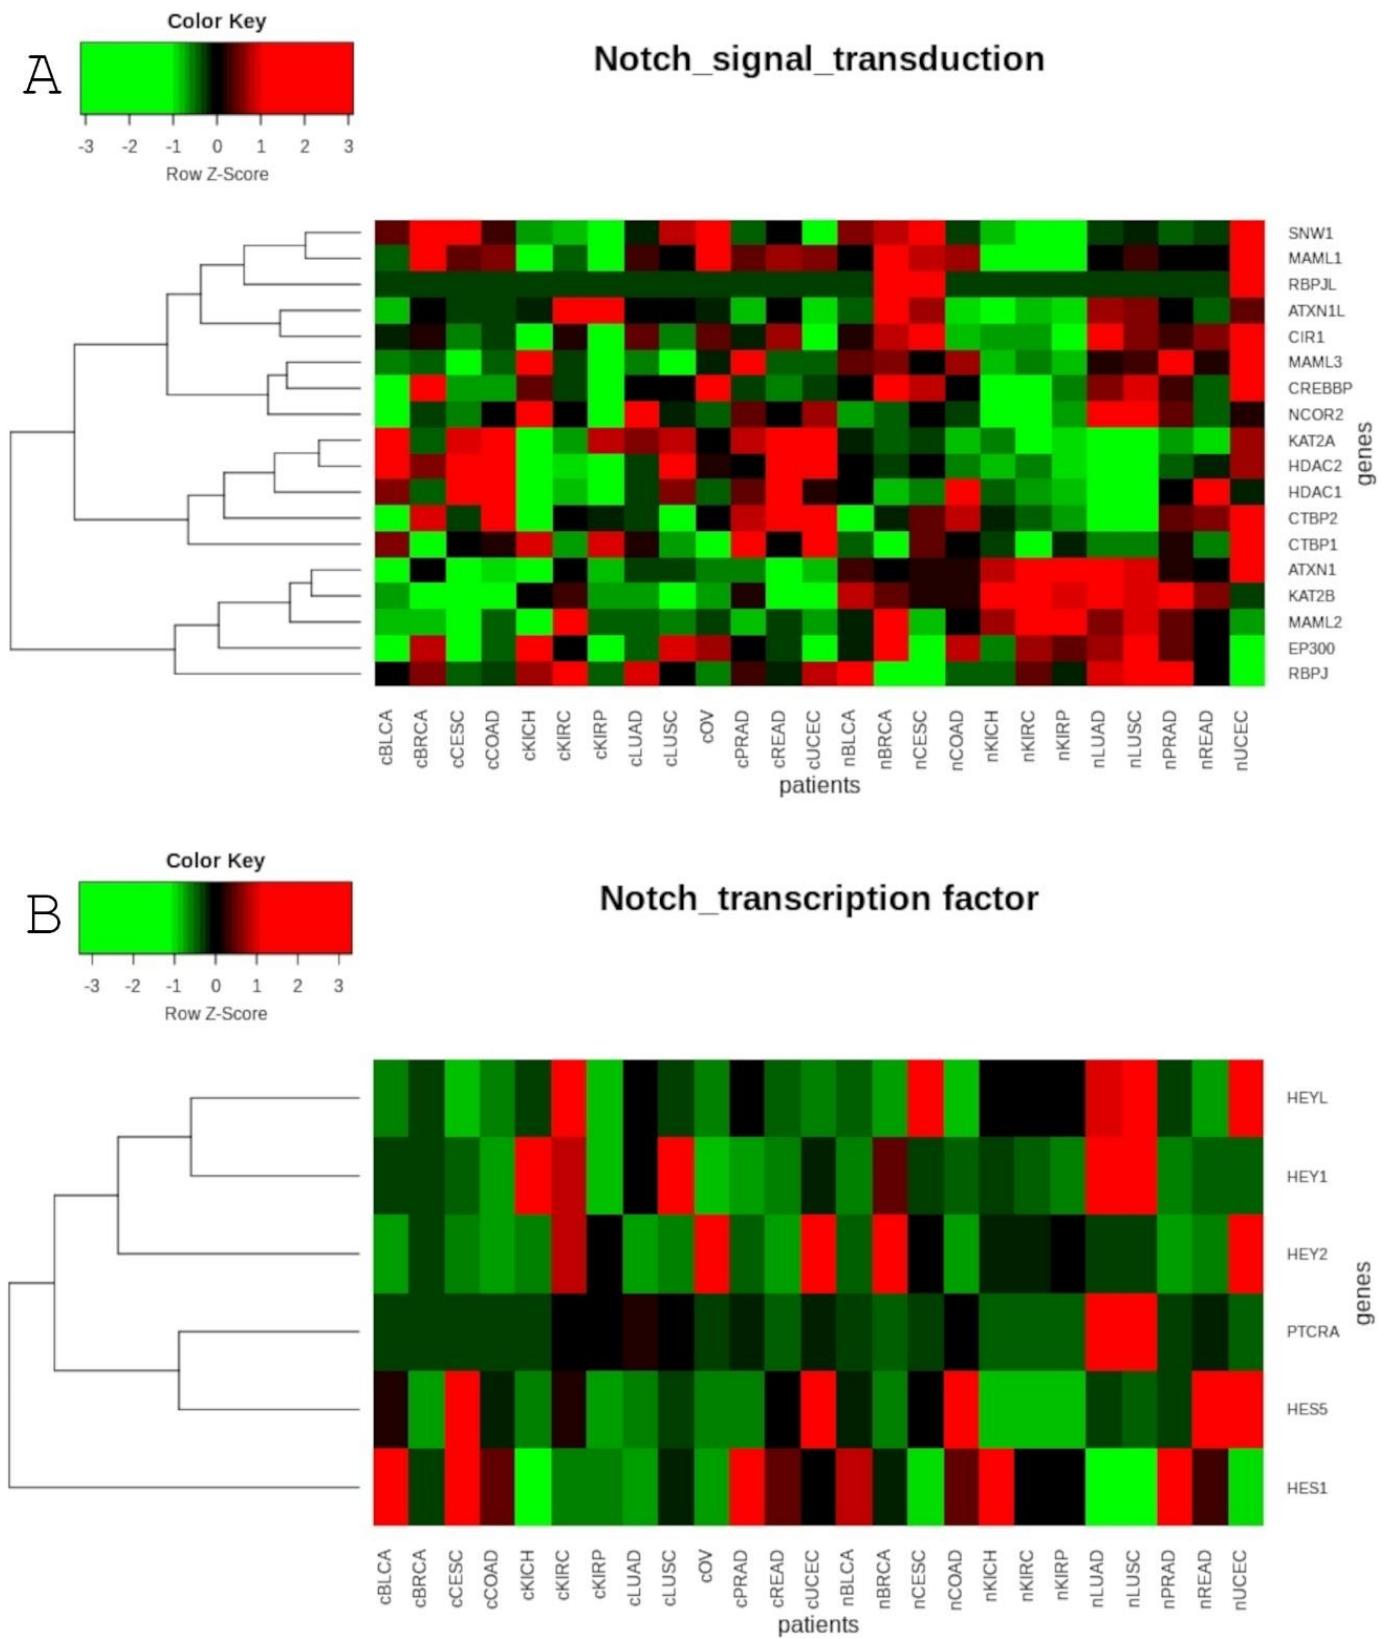 Color Key
A
Notch_signal_transduction
-3 -2 -1 0 1 2 3
Row Z-Score
SNW1
MAML1
RBPJL
ATXN1L
CIR1
MAML3
CREBBP
NCOR2
KAT2A
HDAC2
HDAC1
CTBP2
CTBP1
ATXN1
KAT2B
MAML2
EP300
RBPJ
genes
cBLCA cBRCA cCESC cCOAD cKICH cKIRC cKIRP cLUAD cLUSC cOV cPRAD cREAD cUCEC nBLCA nBRCA nCESC nCOAD nKICH nKIRC nKIRP nLUAD nLUSC nPRAD nREAD nUCEC
patients
Color Key
B
Notch_transcription factor
-3 -2 -1 0 1 2 3
Row Z-Score
HEYL
HEY1
HEY2
PTCRA
HES5
HES1
genes
cBLCA cBRCA cCESC cCOAD cKICH cKIRC cKIRP cLUAD cLUSC cOV cPRAD cREAD cUCEC nBLCA nBRCA nCESC nCOAD nKICH nKIRC nKIRP nLUAD nLUSC nPRAD nREAD nUCEC
patients